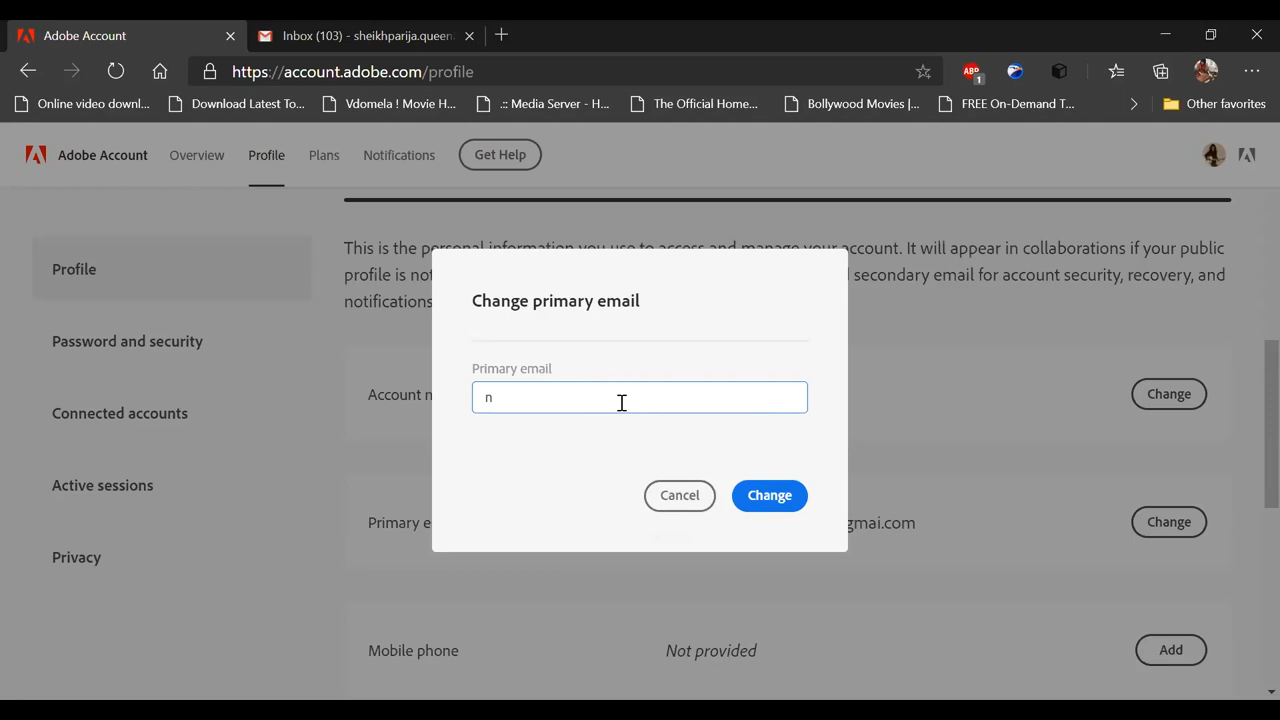 Adobe Account
Inbox (103) - sheikhparija.queen
https://account.adobe.com/profile
ABP 1
Online video downl...
Download Latest To...
Vdomela ! Movie H...
.:: Media Server - H...
The Official Home...
Bollywood Movies |...
FREE On-Demand T...
Other favorites
Adobe Account
Overview
Profile
Plans
Notifications
Get Help
This is the personal information you use to access and manage your account. It will appear in collaborations if your public
profile is not
secondary email for account security, recovery, and
notifications
Profile
Password and security
Connected accounts
Active sessions
Privacy
Change primary email
Primary email
n
Cancel
Change
Account n
Change
Primary e
gmai.com
Change
Mobile phone
Not provided
Add